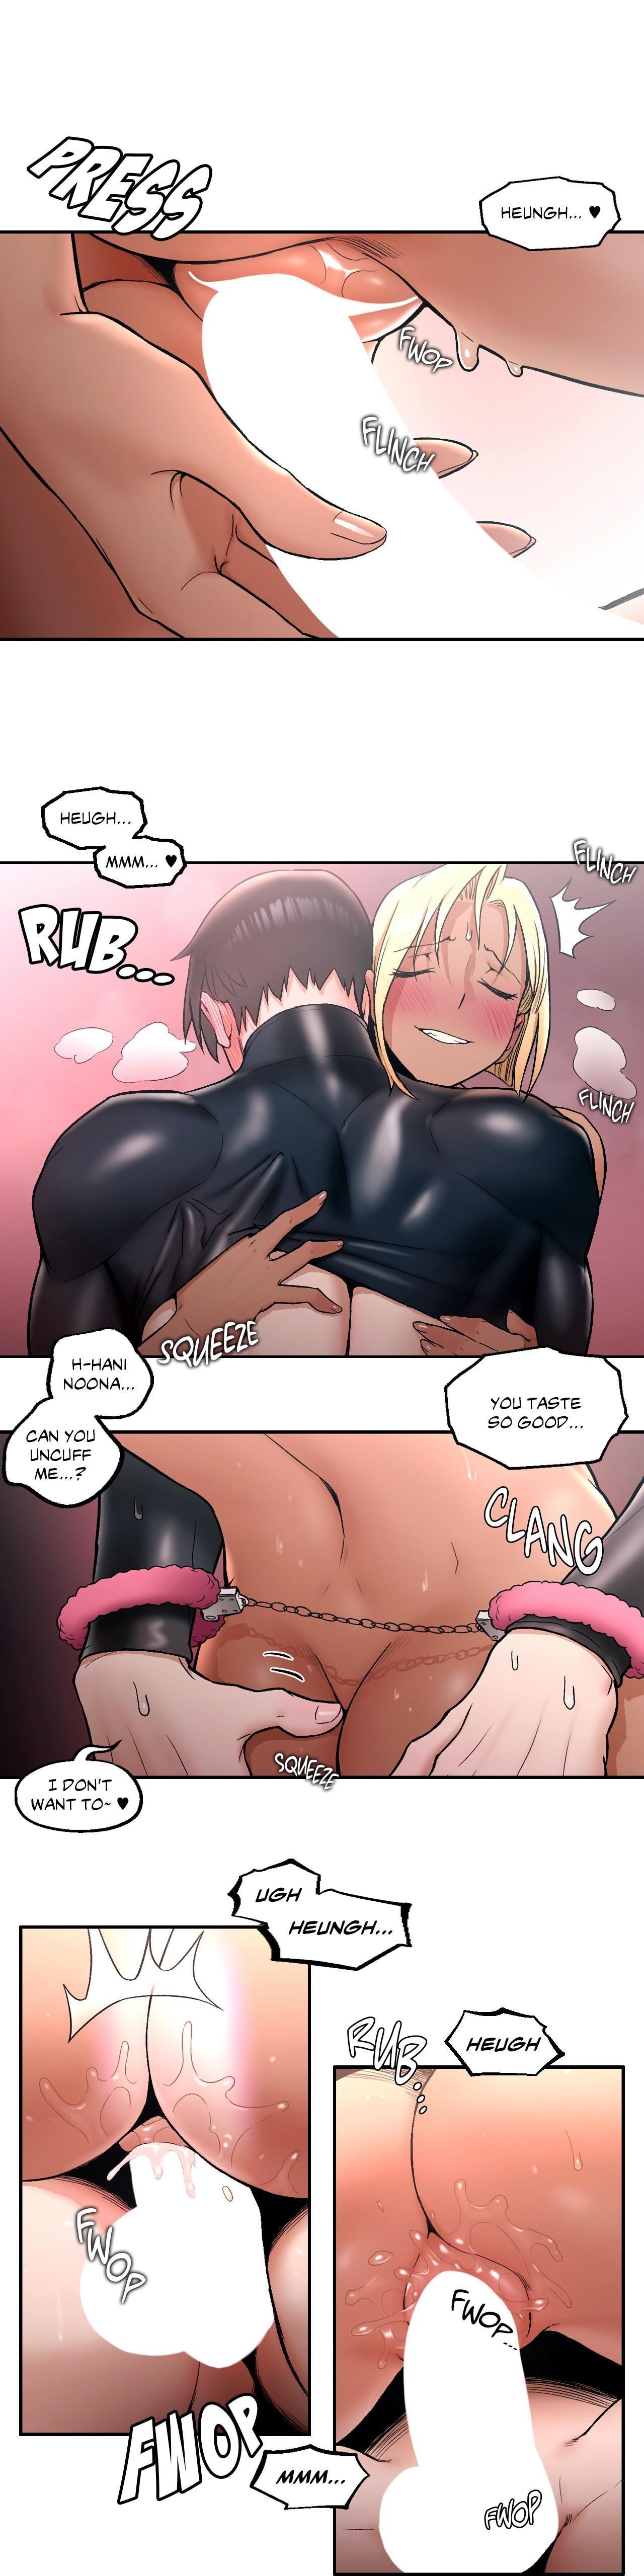 PRESS
HEUNGH... ♥
FWOP
FLINCH
HEUGH...
MMM... ♥
FLINCH
RUB...
FLINCH
SQUEEZE
H-HANI
NOONA...
CAN YOU
UNCUFF
ME...?
YOU TASTE
SO GOOD...
CLANG
SQUEEZE
I DON'T
WANT TO~ ♥
UGH
HEUNGH...
RUB...
HEUGH
FWOP
FWOP...
FWOP
MMM...
FWOP